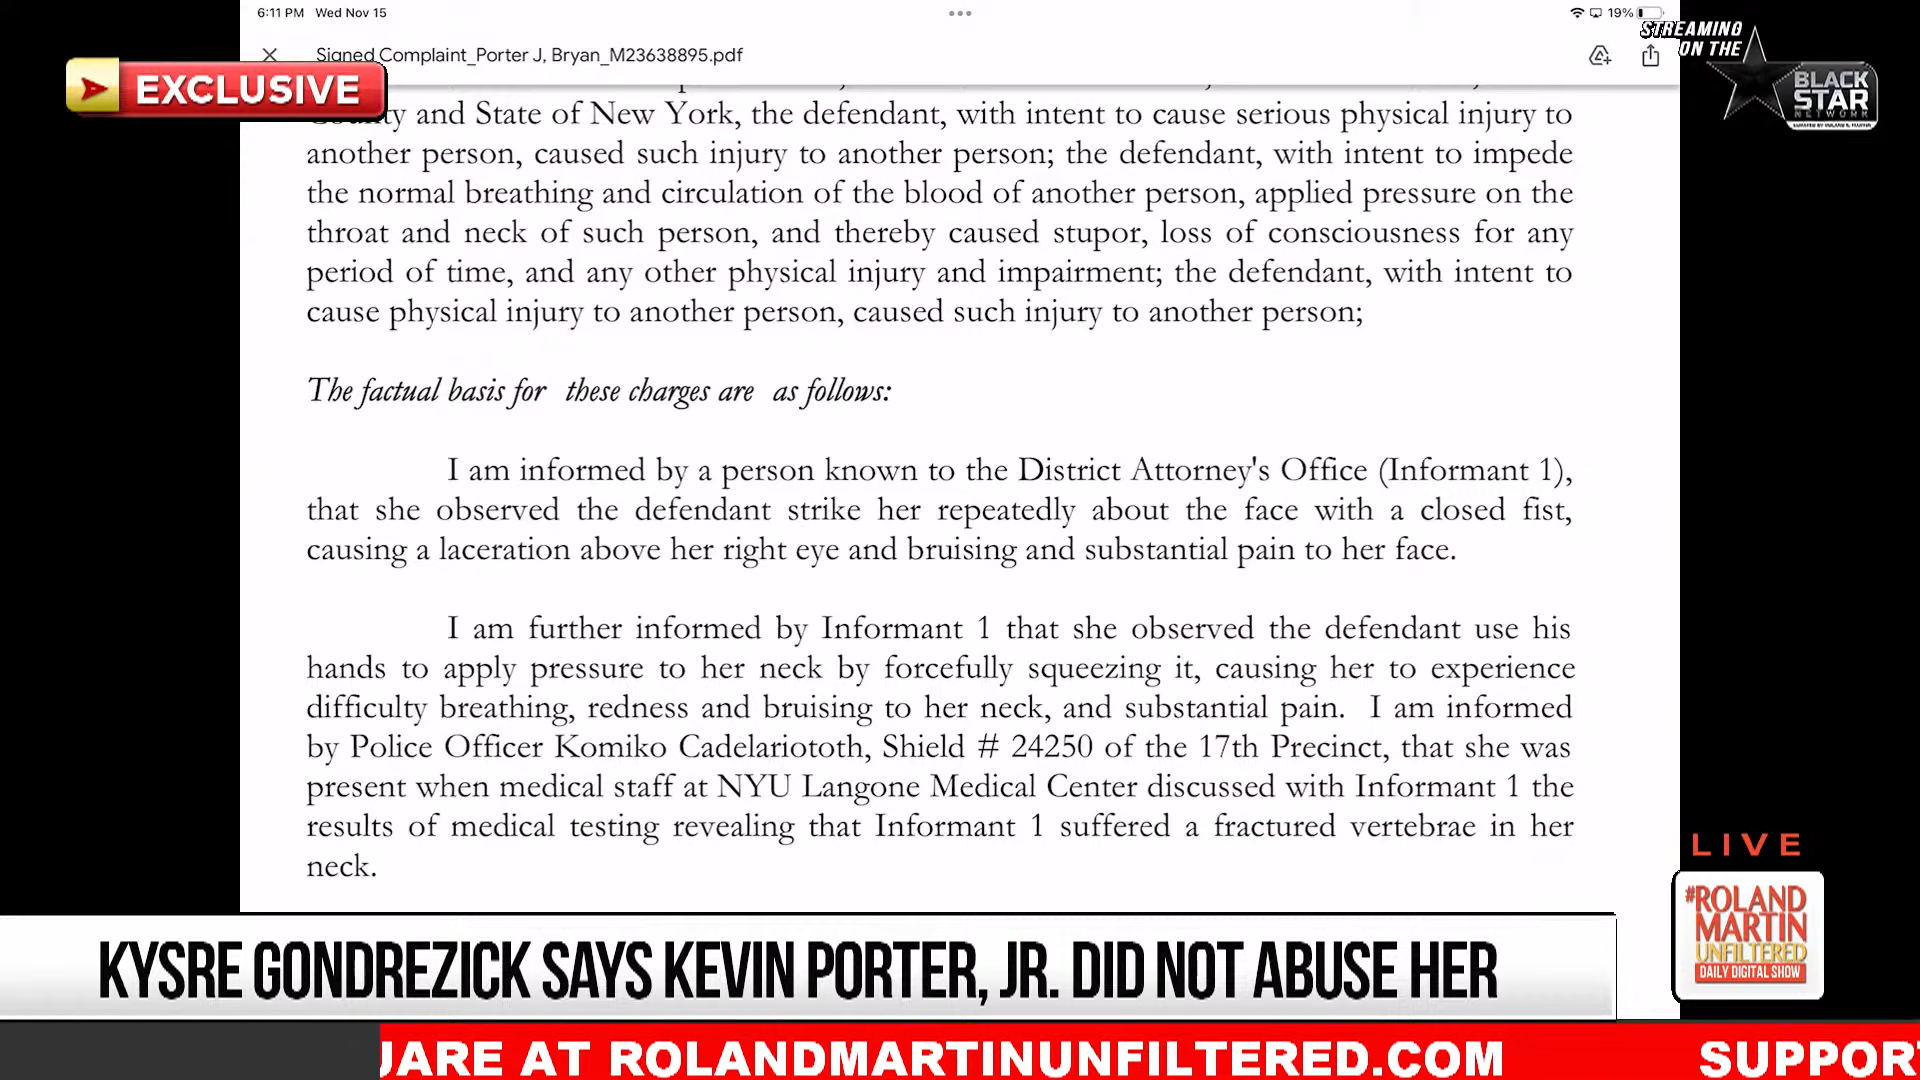 6:11 PM Wed Nov 15
19%
Signed Complaint_Porter J, Bryan_M23638895.pdf
EXCLUSIVE
STREAMING
ON THE
BLACK
STAR
NETWORK
County and State of New York, the defendant, with intent to cause serious physical injury to
another person, caused such injury to another person; the defendant, with intent to impede
the normal breathing and circulation of the blood of another person, applied pressure on the
throat and neck of such person, and thereby caused stupor, loss of consciousness for any
period of time, and any other physical injury and impairment; the defendant, with intent to
cause physical injury to another person, caused such injury to another person;
The factual basis for these charges are as follows:
I am informed by a person known to the District Attorney's Office (Informant 1),
that she observed the defendant strike her repeatedly about the face with a closed fist,
causing a laceration above her right eye and bruising and substantial pain to her face.
I am further informed by Informant 1 that she observed the defendant use his
hands to apply pressure to her neck by forcefully squeezing it, causing her to experience
difficulty breathing, redness and bruising to her neck, and substantial pain. I am informed
by Police Officer Komiko Cadelariototh, Shield # 24250 of the 17th Precinct, that she was
present when medical staff at NYU Langone Medical Center discussed with Informant 1 the
results of medical testing revealing that Informant 1 suffered a fractured vertebrae in her
neck.
LIVE
#ROLAND
MARTIN
UNFILTERED
DAILY DIGITAL SHOW
KYSRE GONDREZICK SAYS KEVIN PORTER, JR. DID NOT ABUSE HER
UARE AT ROLANDMARTINUNFILTERED.COM
SUPPOR